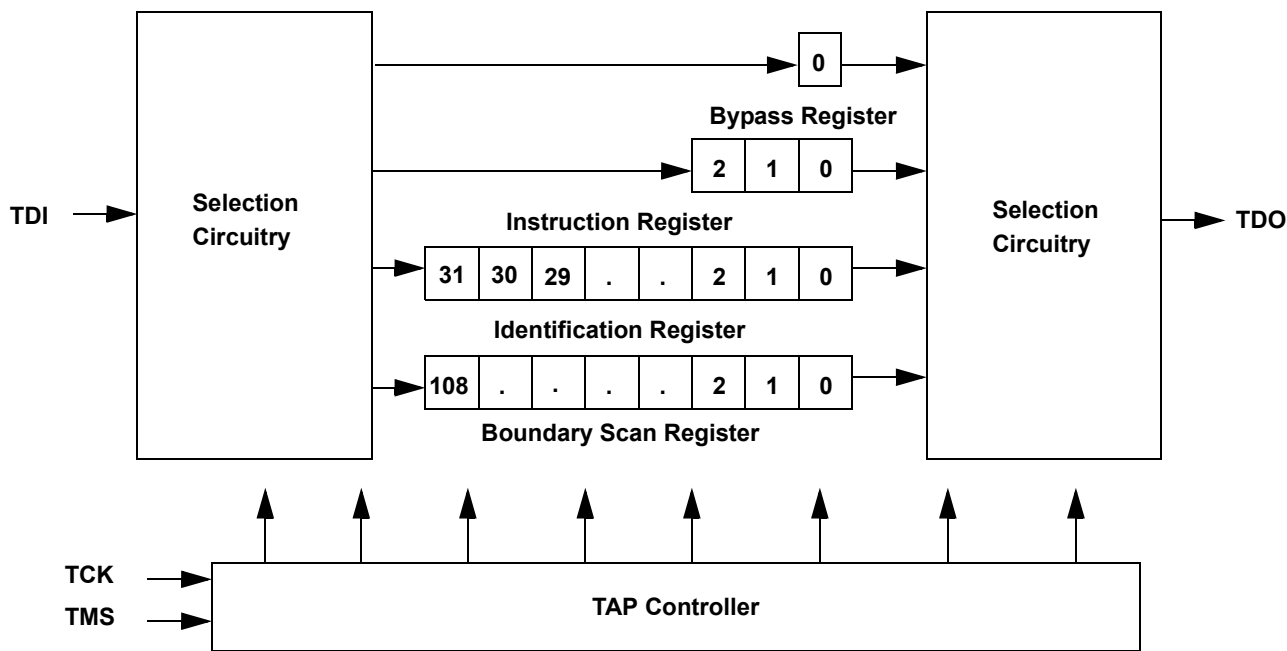 0
Bypass Register
2 1 0
Selection
Circuitry
Selection
Circuitry
TDI
TDO
Instruction Register
31 30 29 . . 2 1 0
Identification Register
108 . . . . 2 1 0
Boundary Scan Register
TCK
TMS
TAP Controller